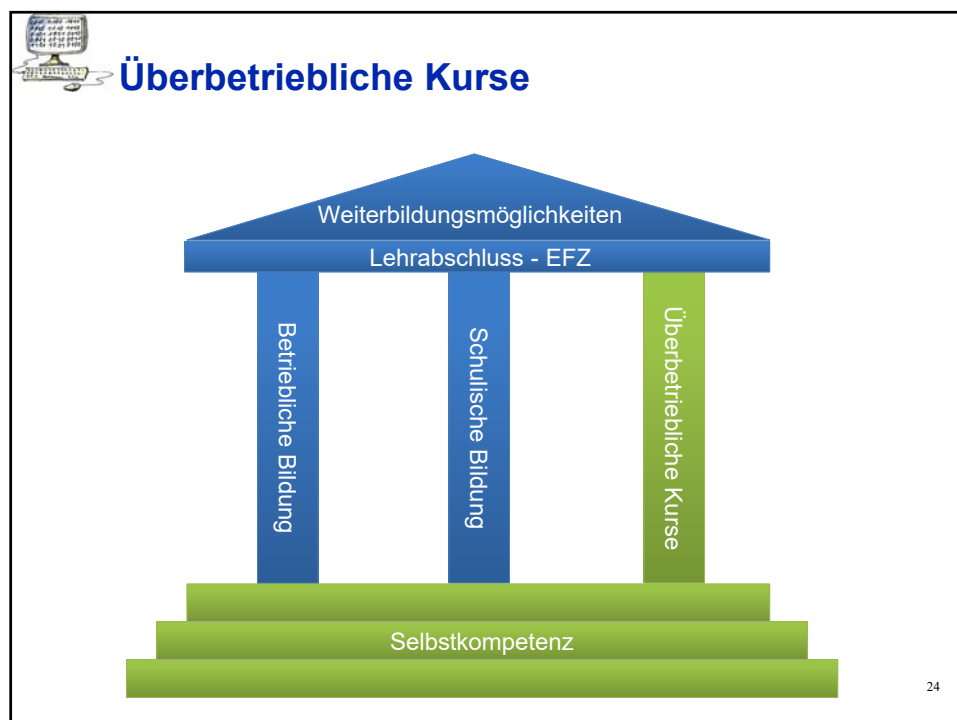 Überbetriebliche Kurse
Weiterbildungsmöglichkeiten
Lehrabschluss - EFZ
Betriebliche Bildung
Schulische Bildung
Überbetriebliche Kurse
Selbstkompetenz
24